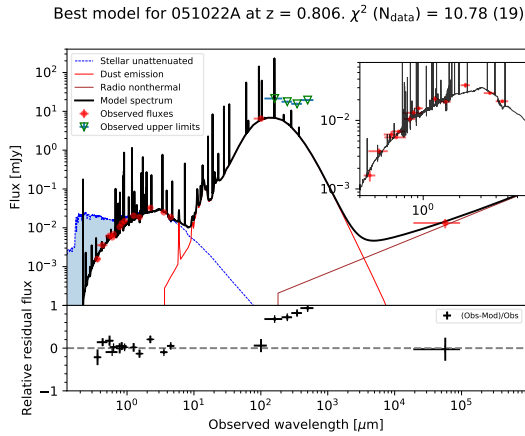 Best model for 051022A at z = 0.806. χ² (N_data) = 10.78 (19)
Stellar unattenuated
Dust emission
Radio nonthermal
Model spectrum
Observed fluxes
Observed upper limits
Flux [mJy]
10²
10¹
10⁰
10⁻¹
10⁻²
10⁻³
10⁻²
10⁻³
10⁰
(Obs-Mod)/Obs
Relative residual flux
1
0
−1
10⁰ 10¹ 10² 10³ 10⁴ 10⁵
Observed wavelength [μm]